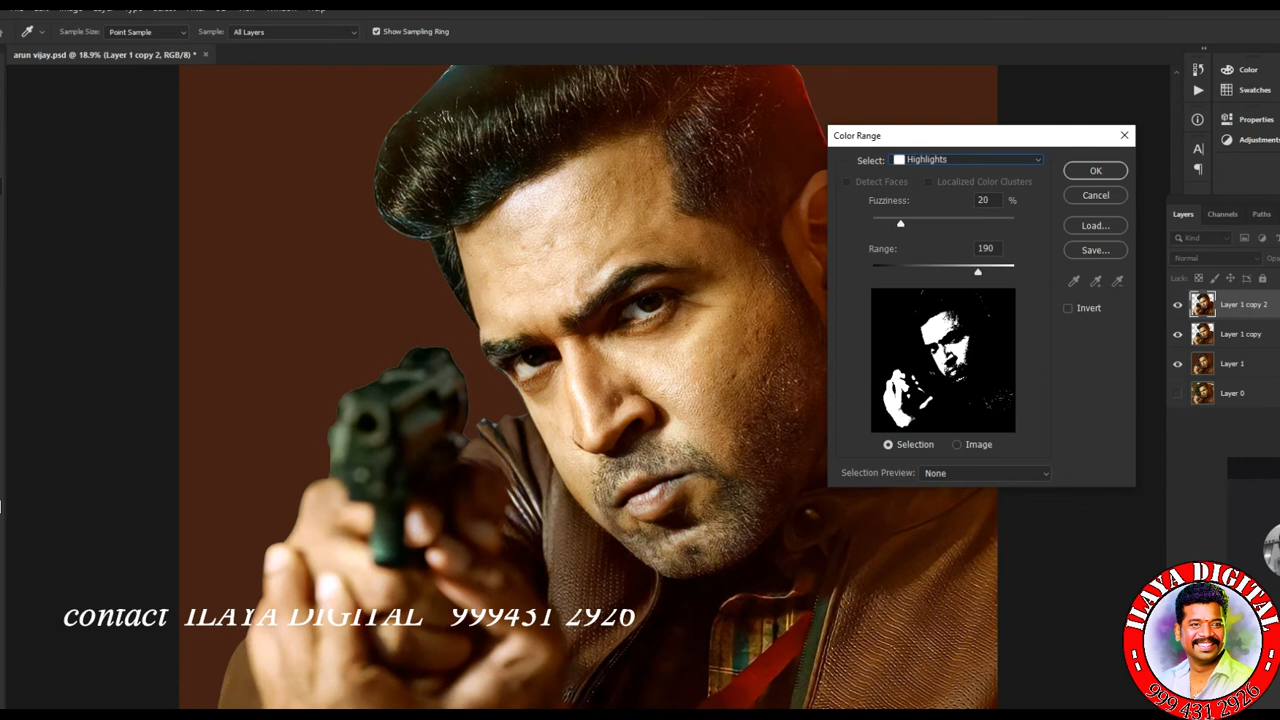 Sample Size: Point Sample Sample: All Layers Show Sampling Ring
arun vijay.psd @ 18.9% (Layer 1 copy 2, RGB/8) * ×
Color
Swatches
Properties
Adjustments
Color Range
Select: Highlights
Detect Faces Localized Color Clusters
Fuzziness: 20 %
Range: 190
OK
Cancel
Load...
Save...
Invert
Selection Image
Selection Preview: None
Layers Channels Paths
Kind
Normal
Lock:
Layer 1 copy 2
Layer 1 copy
Layer 1
Layer 0
contact ILAYA DIGITAL 999431 2926
ILAYA DIGITAL
999 431 2926